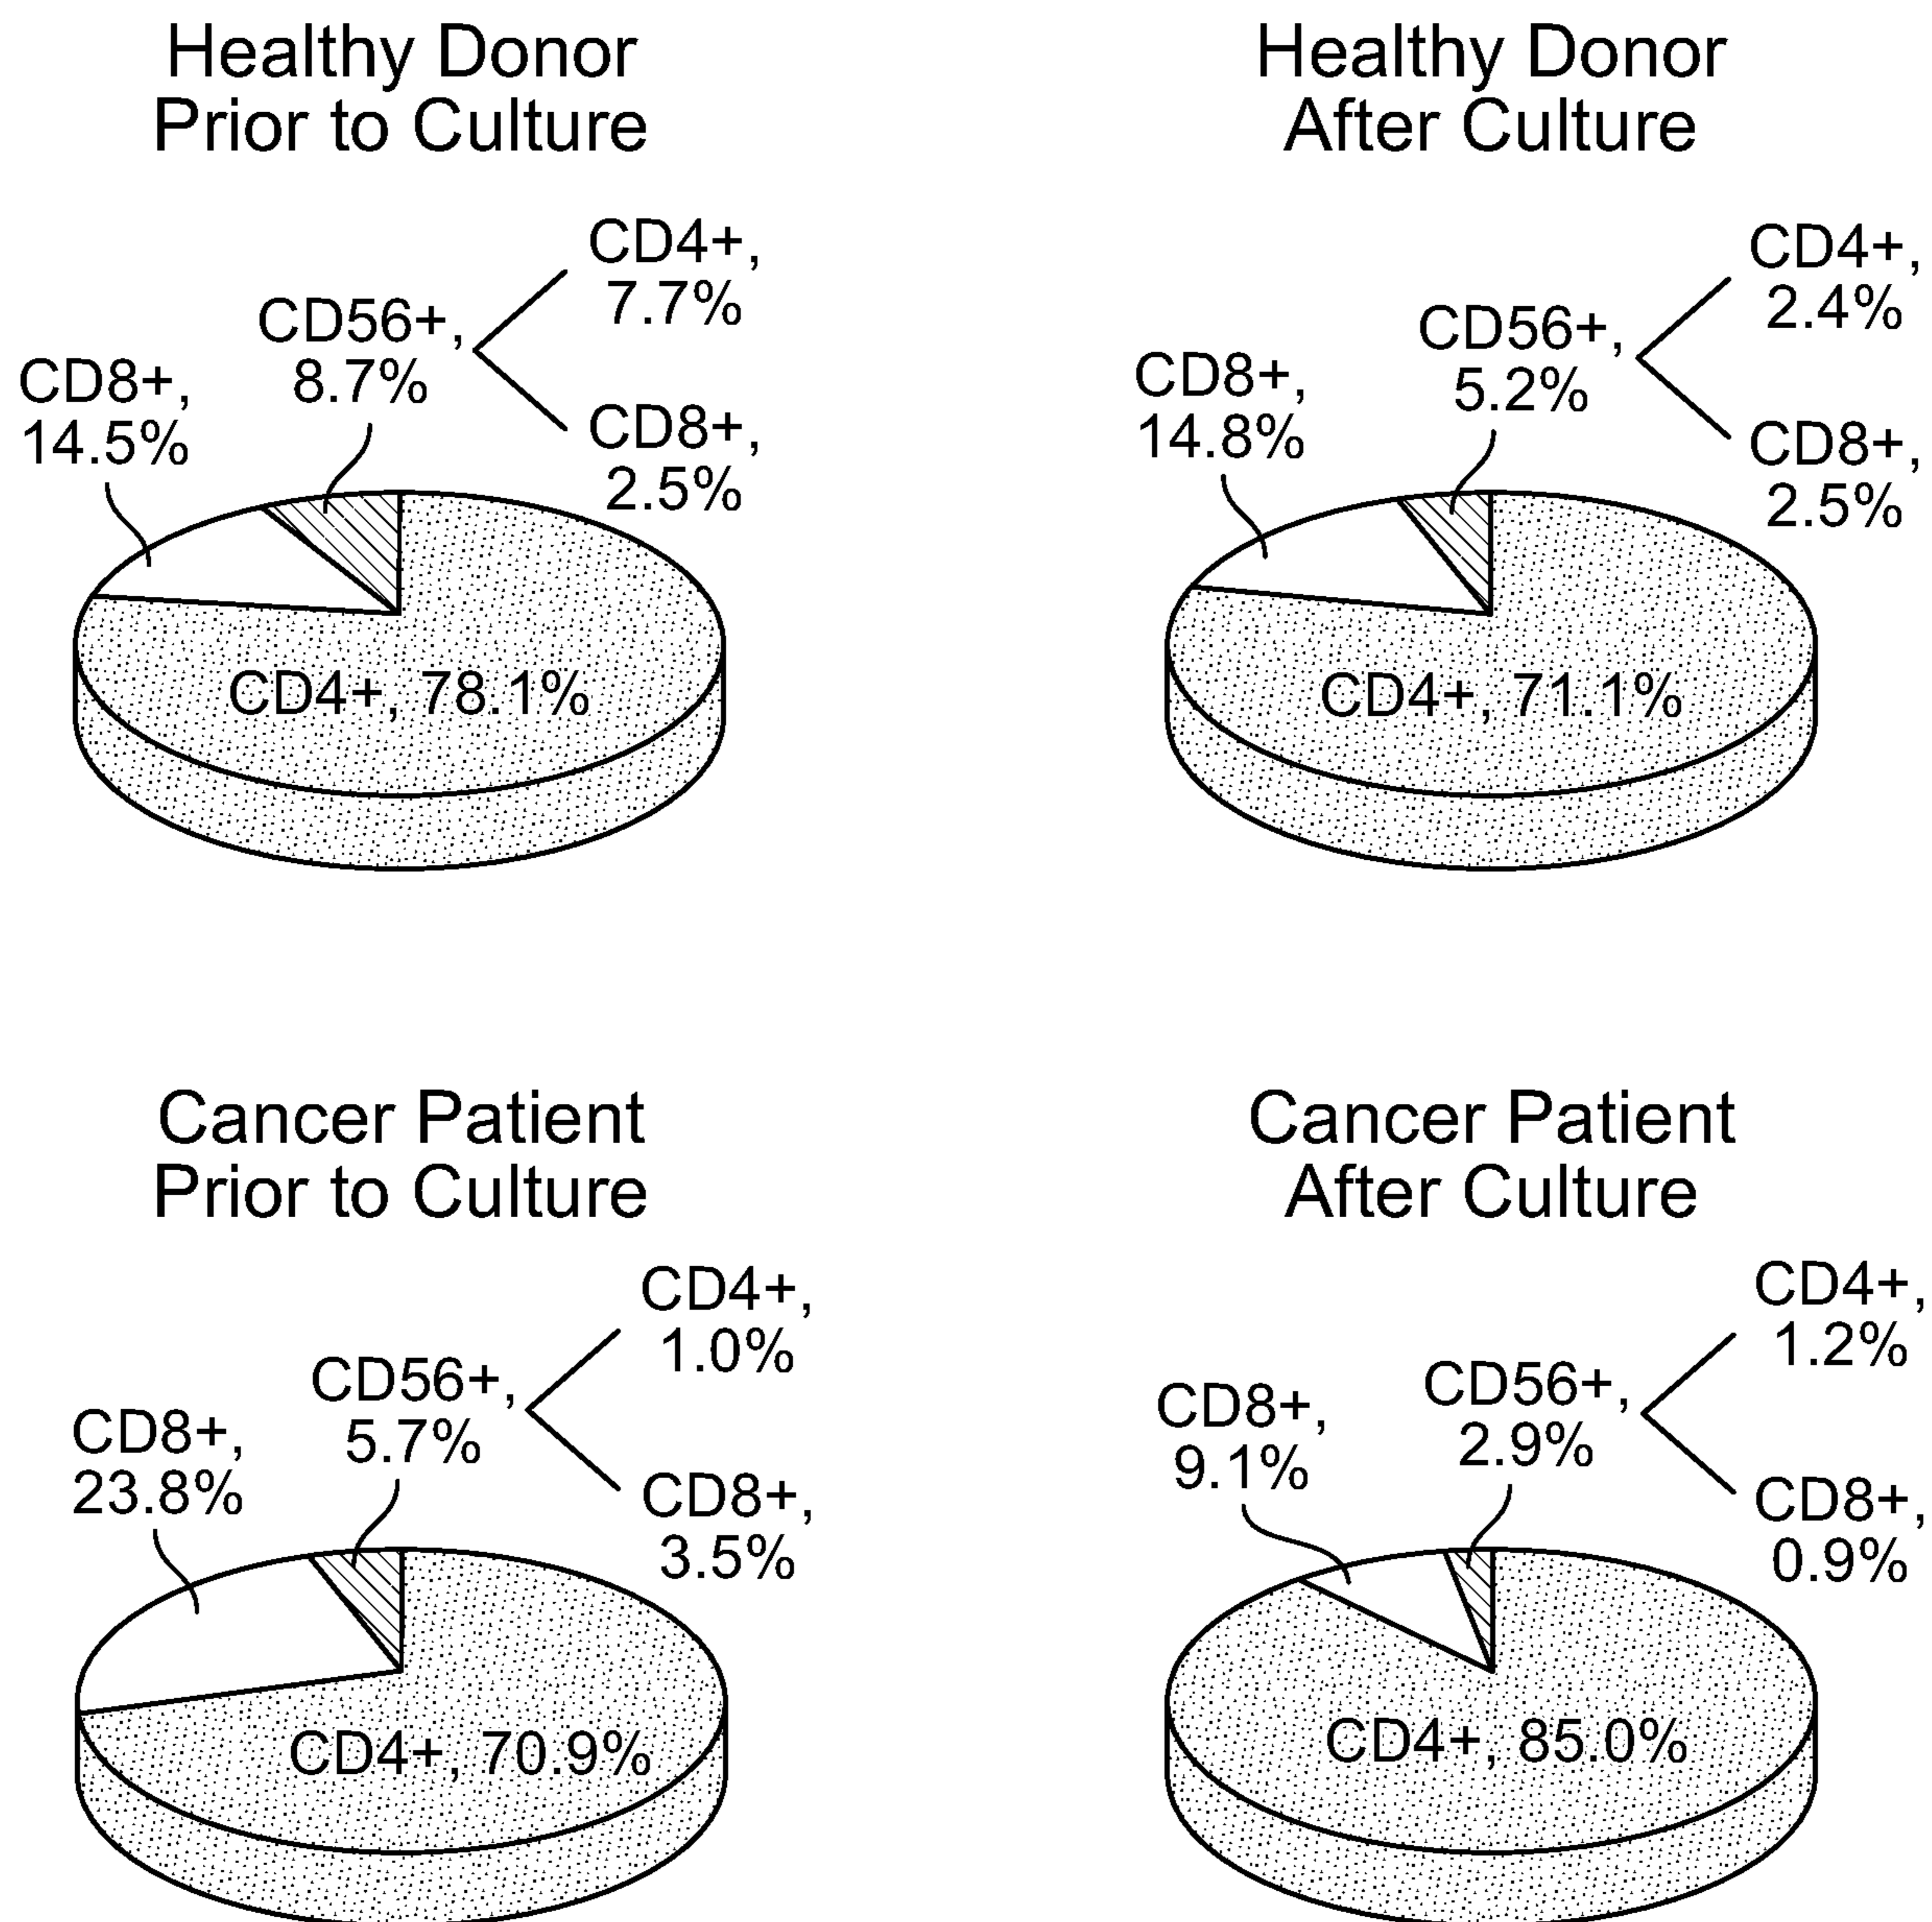 Healthy Donor
Prior to Culture
CD4+,
7.7%
CD56+,
8.7%
CD8+,
14.5%
CD8+,
2.5%
CD4+, 78.1%
Healthy Donor
After Culture
CD4+,
2.4%
CD56+,
5.2%
CD8+,
14.8%
CD8+,
2.5%
CD4+, 71.1%
Cancer Patient
Prior to Culture
CD4+,
1.0%
CD56+,
5.7%
CD8+,
23.8%
CD8+,
3.5%
CD4+, 70.9%
Cancer Patient
After Culture
CD4+,
1.2%
CD56+,
2.9%
CD8+,
9.1%
CD8+,
0.9%
CD4+, 85.0%